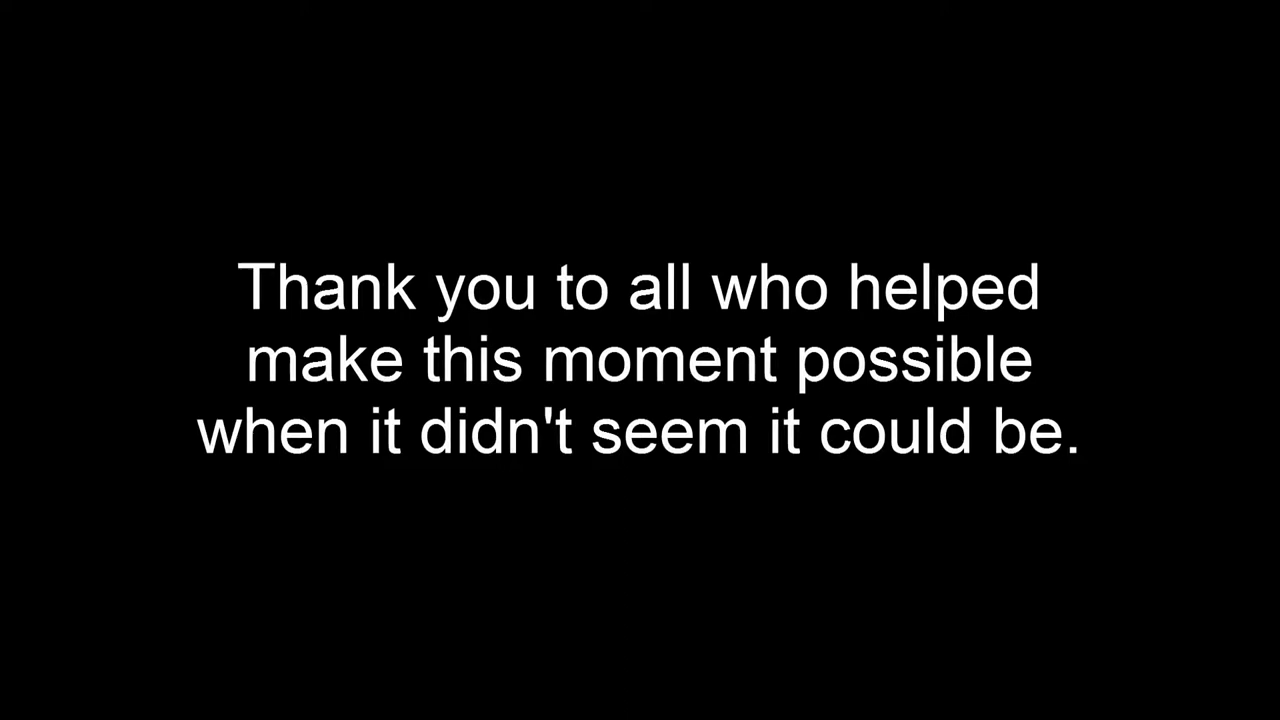 Thank you to all who helped
make this moment possible
when it didn't seem it could be.